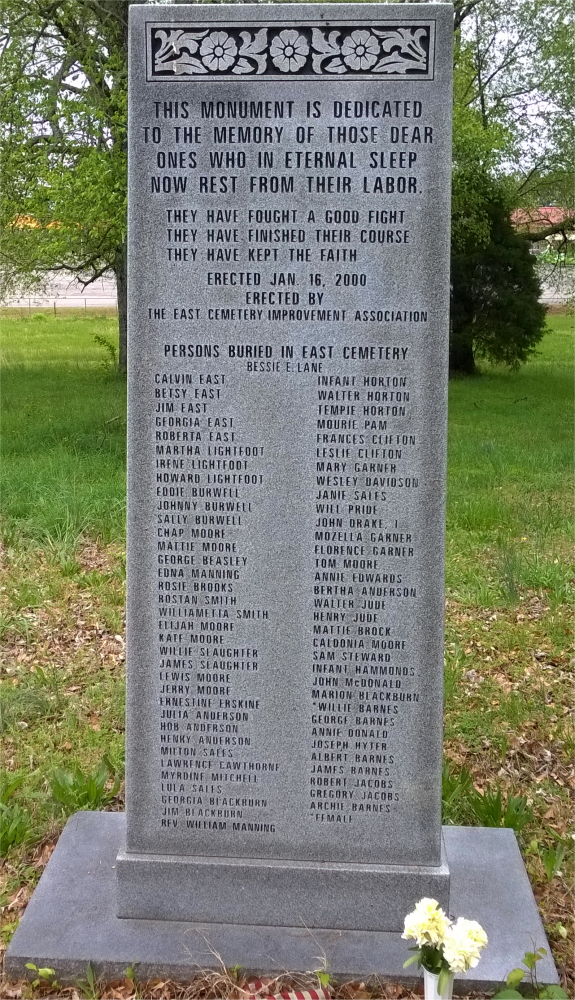 THIS MONUMENT IS DEDICATED
TO THE MEMORY OF THOSE DEAR
ONES WHO IN ETERNAL SLEEP
NOW REST FROM THEIR LABOR.
THEY HAVE FOUGHT A GOOD FIGHT
THEY HAVE FINISHED THEIR COURSE
THEY HAVE KEPT THE FAITH
ERECTED JAN. 16, 2000
ERECTED BY
THE EAST CEMETERY IMPROVEMENT ASSOCIATION
PERSONS BURIED IN EAST CEMETERY
BESSIE E. LANE
CALVIN EAST
BETSY EAST
JIM EAST
GEORGIA EAST
ROBERTA EAST
MARTHA LIGHTFOOT
IRENE LIGHTFOOT
HOWARD LIGHTFOOT
EDDIE BURWELL
JOHNNY BURWELL
SALLY BURWELL
CHAP MOORE
MATTIE MOORE
GEORGE BEASLEY
EDNA MANNING
ROSIE BROOKS
ROSTAN SMITH
WILLIAMETTA SMITH
ELIJAH MOORE
KATE MOORE
WILLIE SLAUGHTER
JAMES SLAUGHTER
LEWIS MOORE
JERRY MOORE
ERNESTINE ERSKINE
JULIA ANDERSON
HOB ANDERSON
HENRY ANDERSON
MILTON SALES
LAWRENCE CAWTHORNE
MYRDINE MITCHELL
LOLA SALES
GEORGIA BLACKBURN
JIM BLACKBURN
REV. WILLIAM MANNING
INFANT HORTON
WALTER HORTON
TEMPIE HORTON
MOURIE PAM
FRANCES CLIFTON
LESLIE CLIFTON
MARY GARNER
WESLEY DAVIDSON
JANIE SALES
WILL PRIDE
JOHN DRAKE, I
MOZELLA GARNER
FLORENCE GARNER
TOM MOORE
ANNIE EDWARDS
BERTHA ANDERSON
WALTER JUDE
HENRY JUDE
MATTIE BROCK
CALDONIA MOORE
SAM STEWARD
INFANT HAMMONDS
JOHN McDONALD
MARION BLACKBURN
*WILLIE BARNES
GEORGE BARNES
ANNIE DONALD
JOSEPH HYTER
ALBERT BARNES
JAMES BARNES
ROBERT JACOBS
GREGORY JACOBS
ARCHIE BARNES
*FEMALE